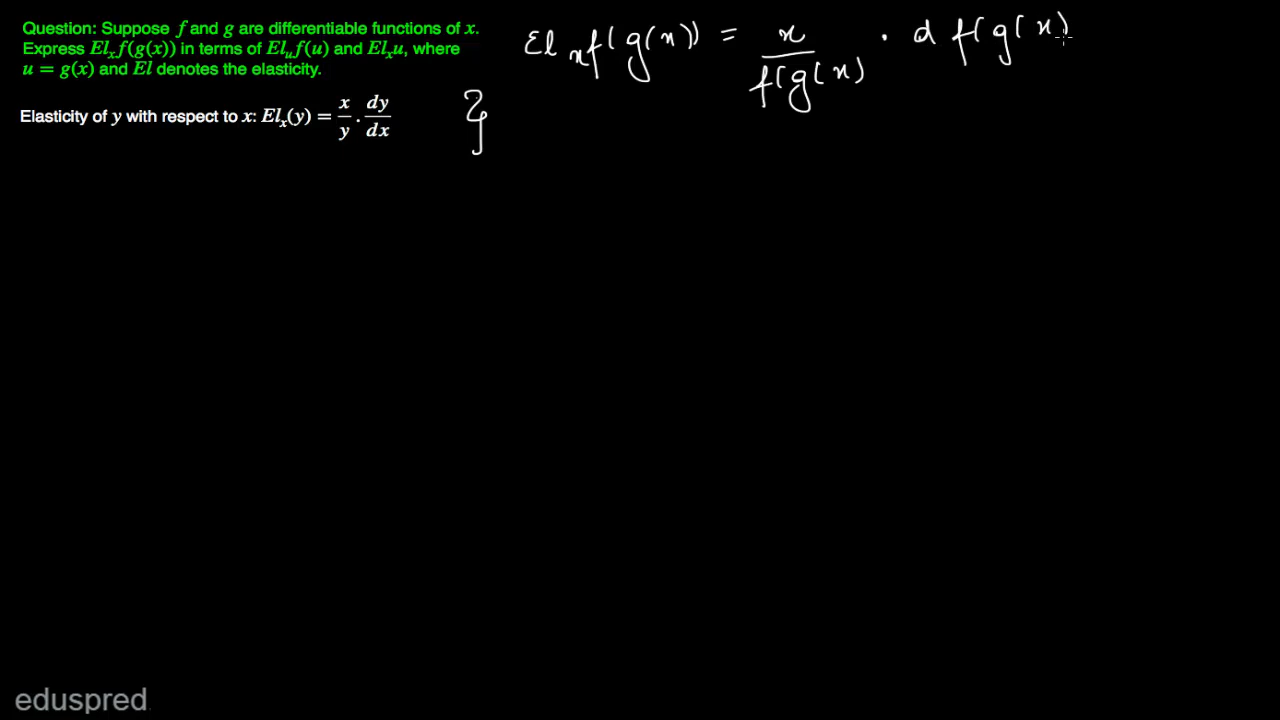 Question: Suppose f and g are differentiable functions of x.
Express El_x f(g(x)) in terms of El_u f(u) and El_x u, where
u = g(x) and El denotes the elasticity.
Elasticity of y with respect to x: El_x(y) = x/y . dy/dx }
El_x f(g(x)) = x/f(g(x) . d f(g(x)
eduspred